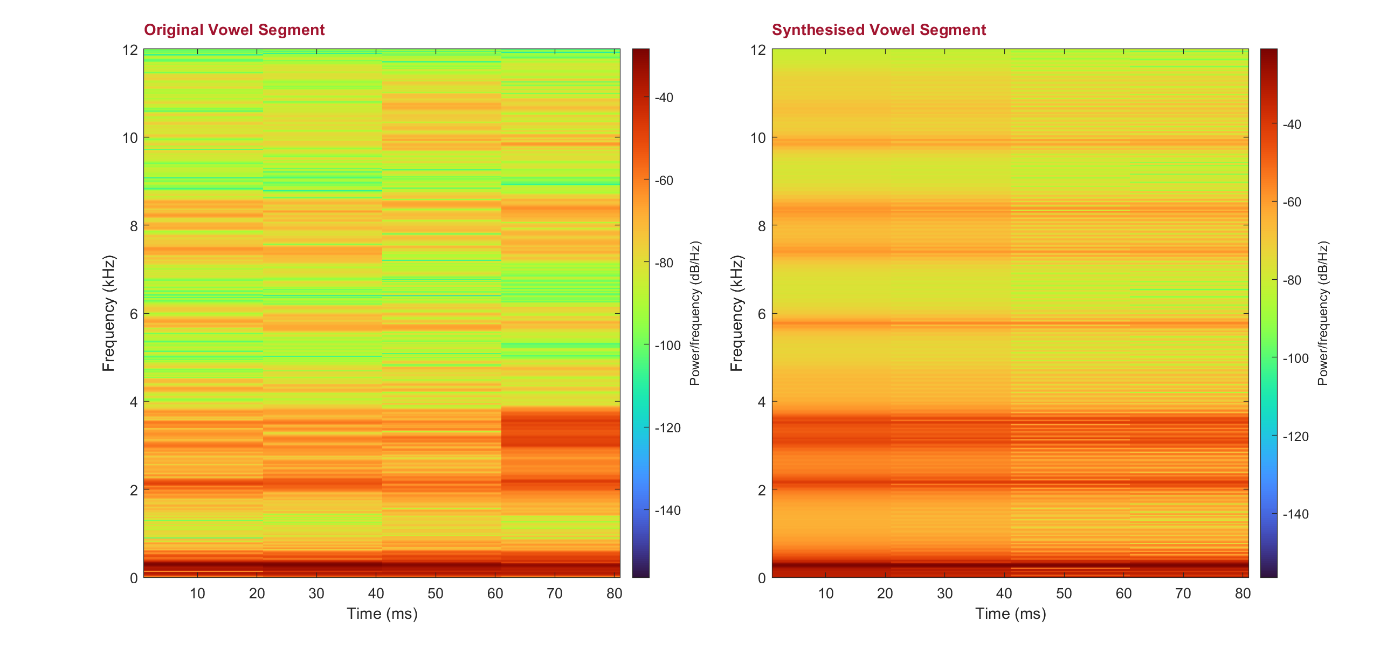 Original Vowel Segment
12
10
8
6
4
2
0
10 20 30 40 50 60 70 80
Time (ms)
Frequency (kHz)
-40
-60
-80
-100
-120
-140
Power/frequency (dB/Hz)
Synthesised Vowel Segment
12
10
8
6
4
2
0
10 20 30 40 50 60 70 80
Time (ms)
Frequency (kHz)
-40
-60
-80
-100
-120
-140
Power/frequency (dB/Hz)